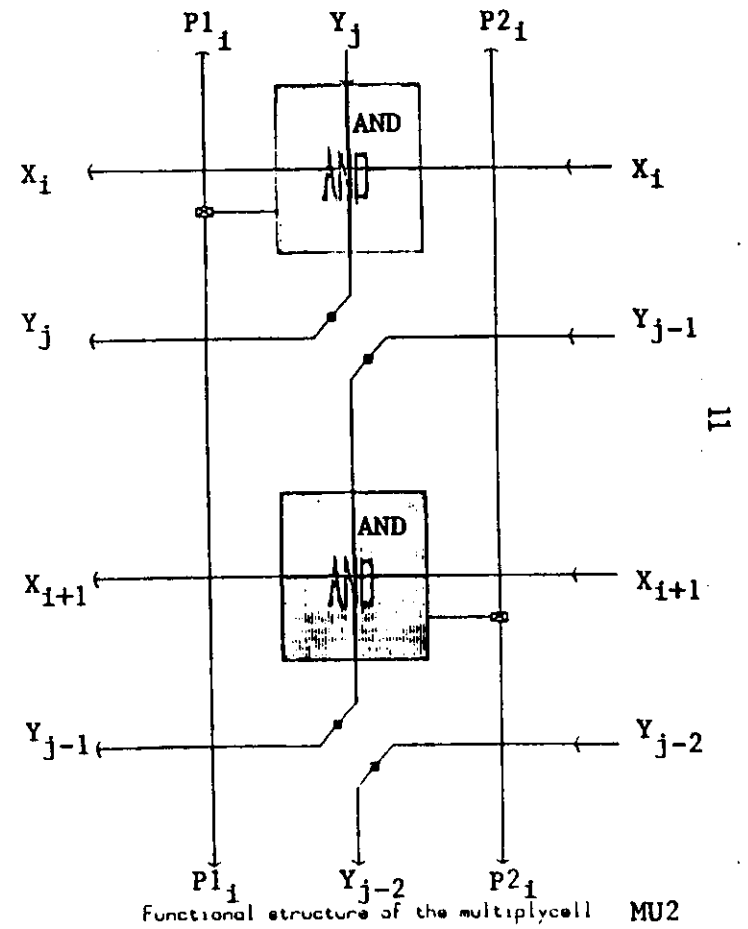 P1i Yj P2i
AND
AND
Xi Xi
Yj Yj-1
11
AND
AND
Xi+1 Xi+1
Yj-1 Yj-2
P1i Yj-2 P2i
Functional structure of the multiplycell MU2